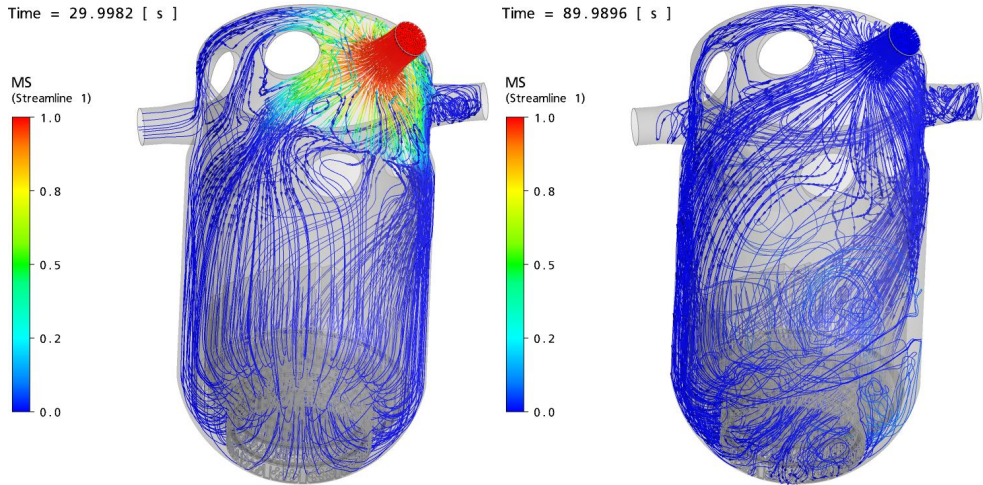 Time = 29.9982 [ s ]
MS
(Streamline 1)
1.0
0.8
0.5
0.2
0.0
Time = 89.9896 [ s ]
MS
(Streamline 1)
1.0
0.8
0.5
0.2
0.0